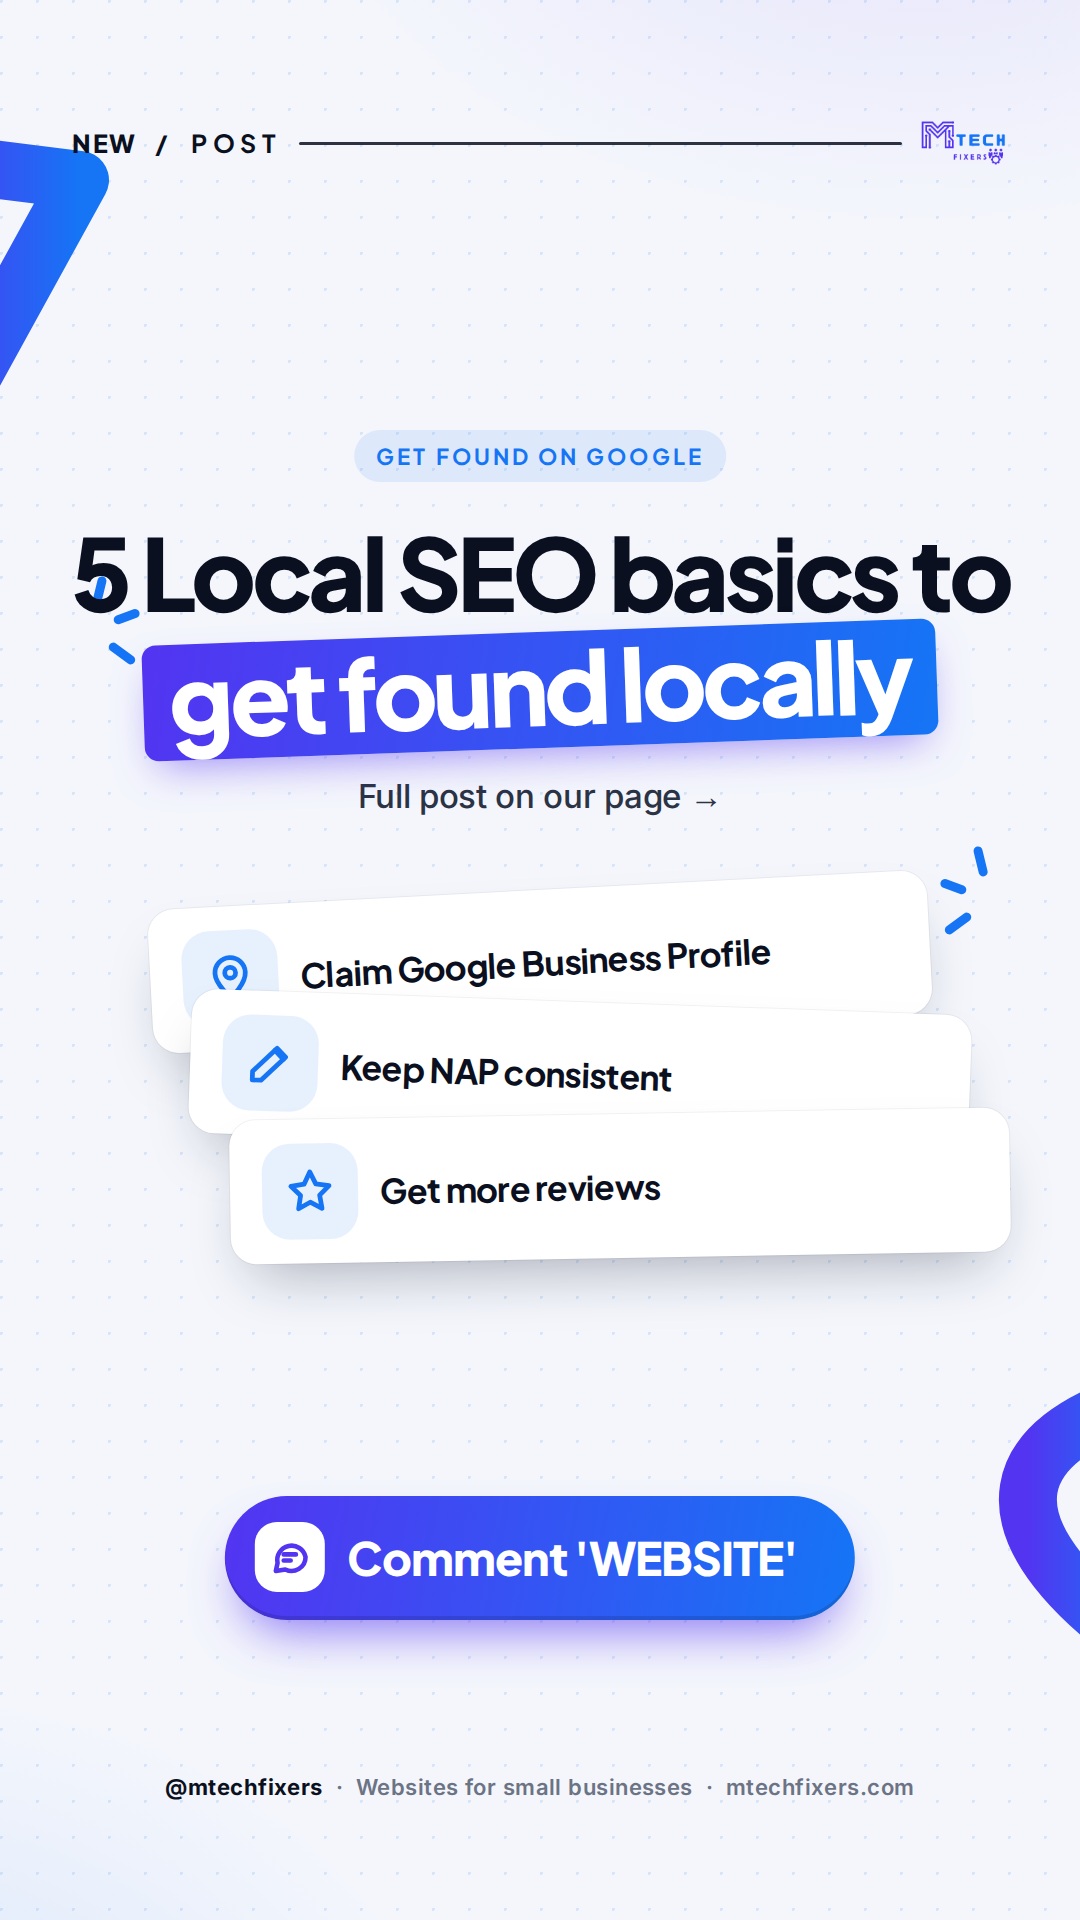 NEW / POST
MTECH
FIXERS
GET FOUND ON GOOGLE
5 Local SEO basics to
get found locally
Full post on our page →
Claim Google Business Profile
Keep NAP consistent
Get more reviews
Comment 'WEBSITE'
@mtechfixers · Websites for small businesses · mtechfixers.com